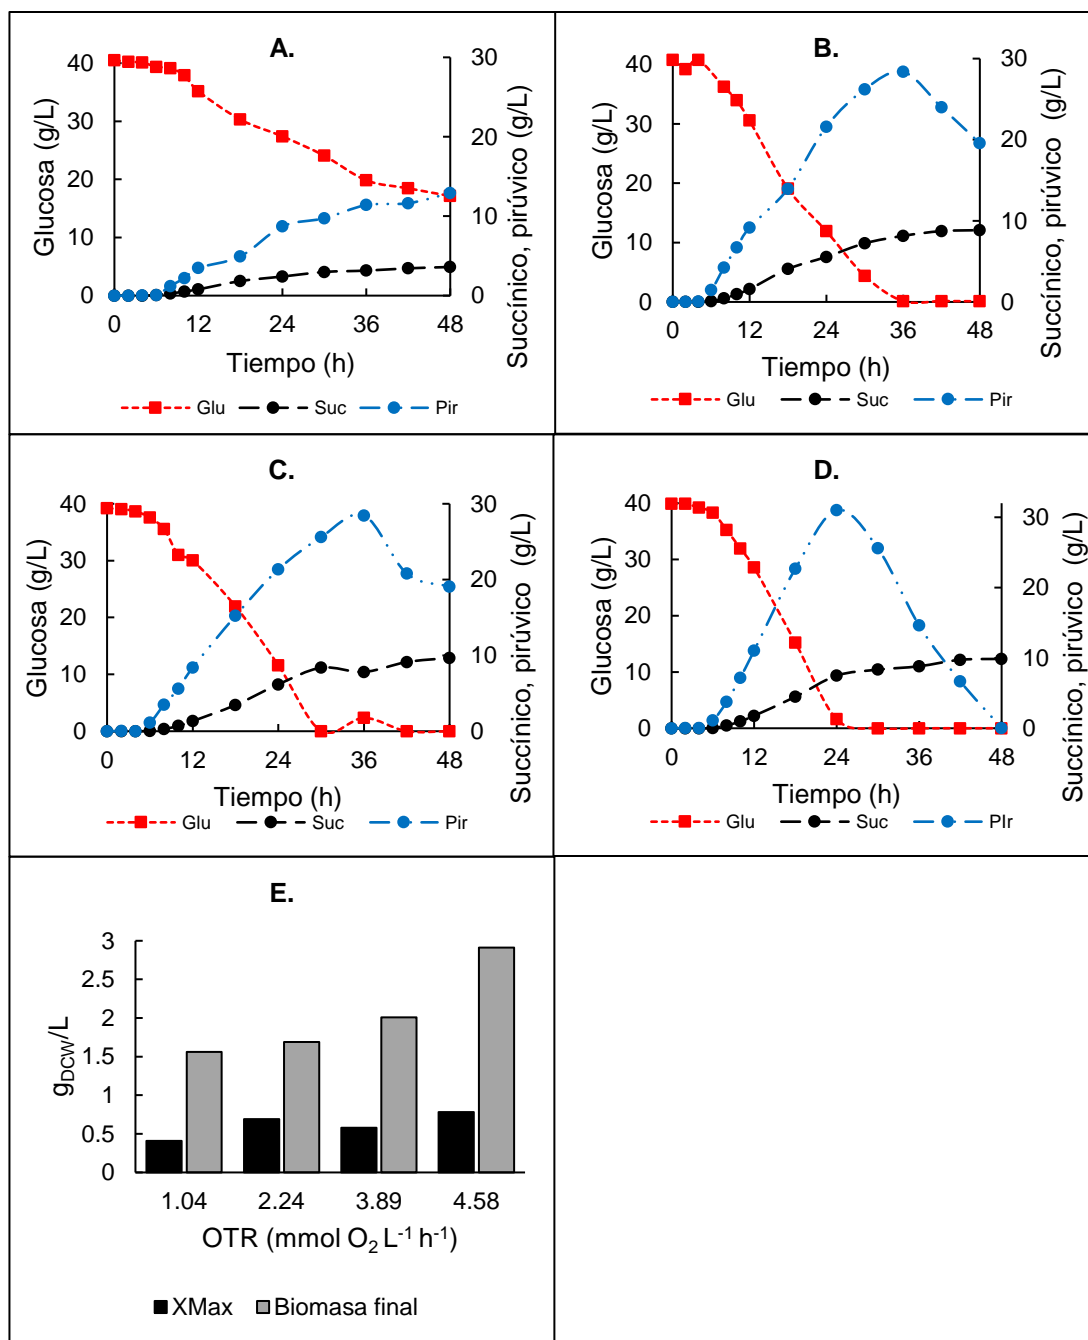 A.
40
30
20
10
0
30
20
10
0
0 12 24 36 48
Glucosa (g/L)
Succínico, pirúvico (g/L)
Tiempo (h)
Glu Suc Pir
B.
40
30
20
10
0
30
20
10
0
0 12 24 36 48
Glucosa (g/L)
Succínico, pirúvico (g/L)
Tiempo (h)
Glu Suc Pir
C.
40
30
20
10
0
30
20
10
0
0 12 24 36 48
Glucosa (g/L)
Succínico, pirúvico (g/L)
Tiempo (h)
Glu Suc Pir
D.
40
30
20
10
0
30
20
10
0
0 12 24 36 48
Glucosa (g/L)
Succínico, pirúvico (g/L)
Tiempo (h)
Glu Suc PIr
E.
3
2.5
2
1.5
1
0.5
0
gDCW/L
1.04 2.24 3.89 4.58
OTR (mmol O2 L-1 h-1)
XMax Biomasa final